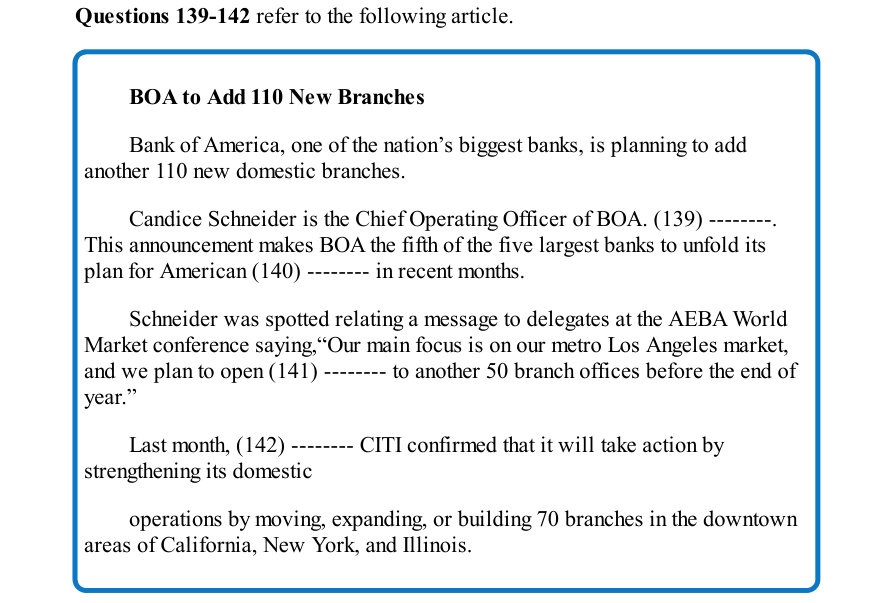 Questions 139-142 refer to the following article.
BOA to Add 110 New Branches
Bank of America, one of the nation’s biggest banks, is planning to add
another 110 new domestic branches.
Candice Schneider is the Chief Operating Officer of BOA. (139) --------.
This announcement makes BOA the fifth of the five largest banks to unfold its
plan for American (140) -------- in recent months.
Schneider was spotted relating a message to delegates at the AEBA World
Market conference saying,“Our main focus is on our metro Los Angeles market,
and we plan to open (141) -------- to another 50 branch offices before the end of
year.”
Last month, (142) -------- CITI confirmed that it will take action by
strengthening its domestic
operations by moving, expanding, or building 70 branches in the downtown
areas of California, New York, and Illinois.